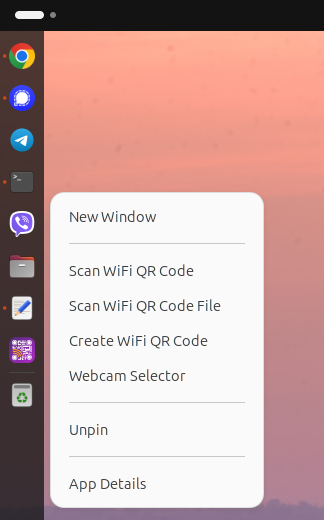 New Window
Scan WiFi QR Code
Scan WiFi QR Code File
Create WiFi QR Code
Webcam Selector
Unpin
App Details